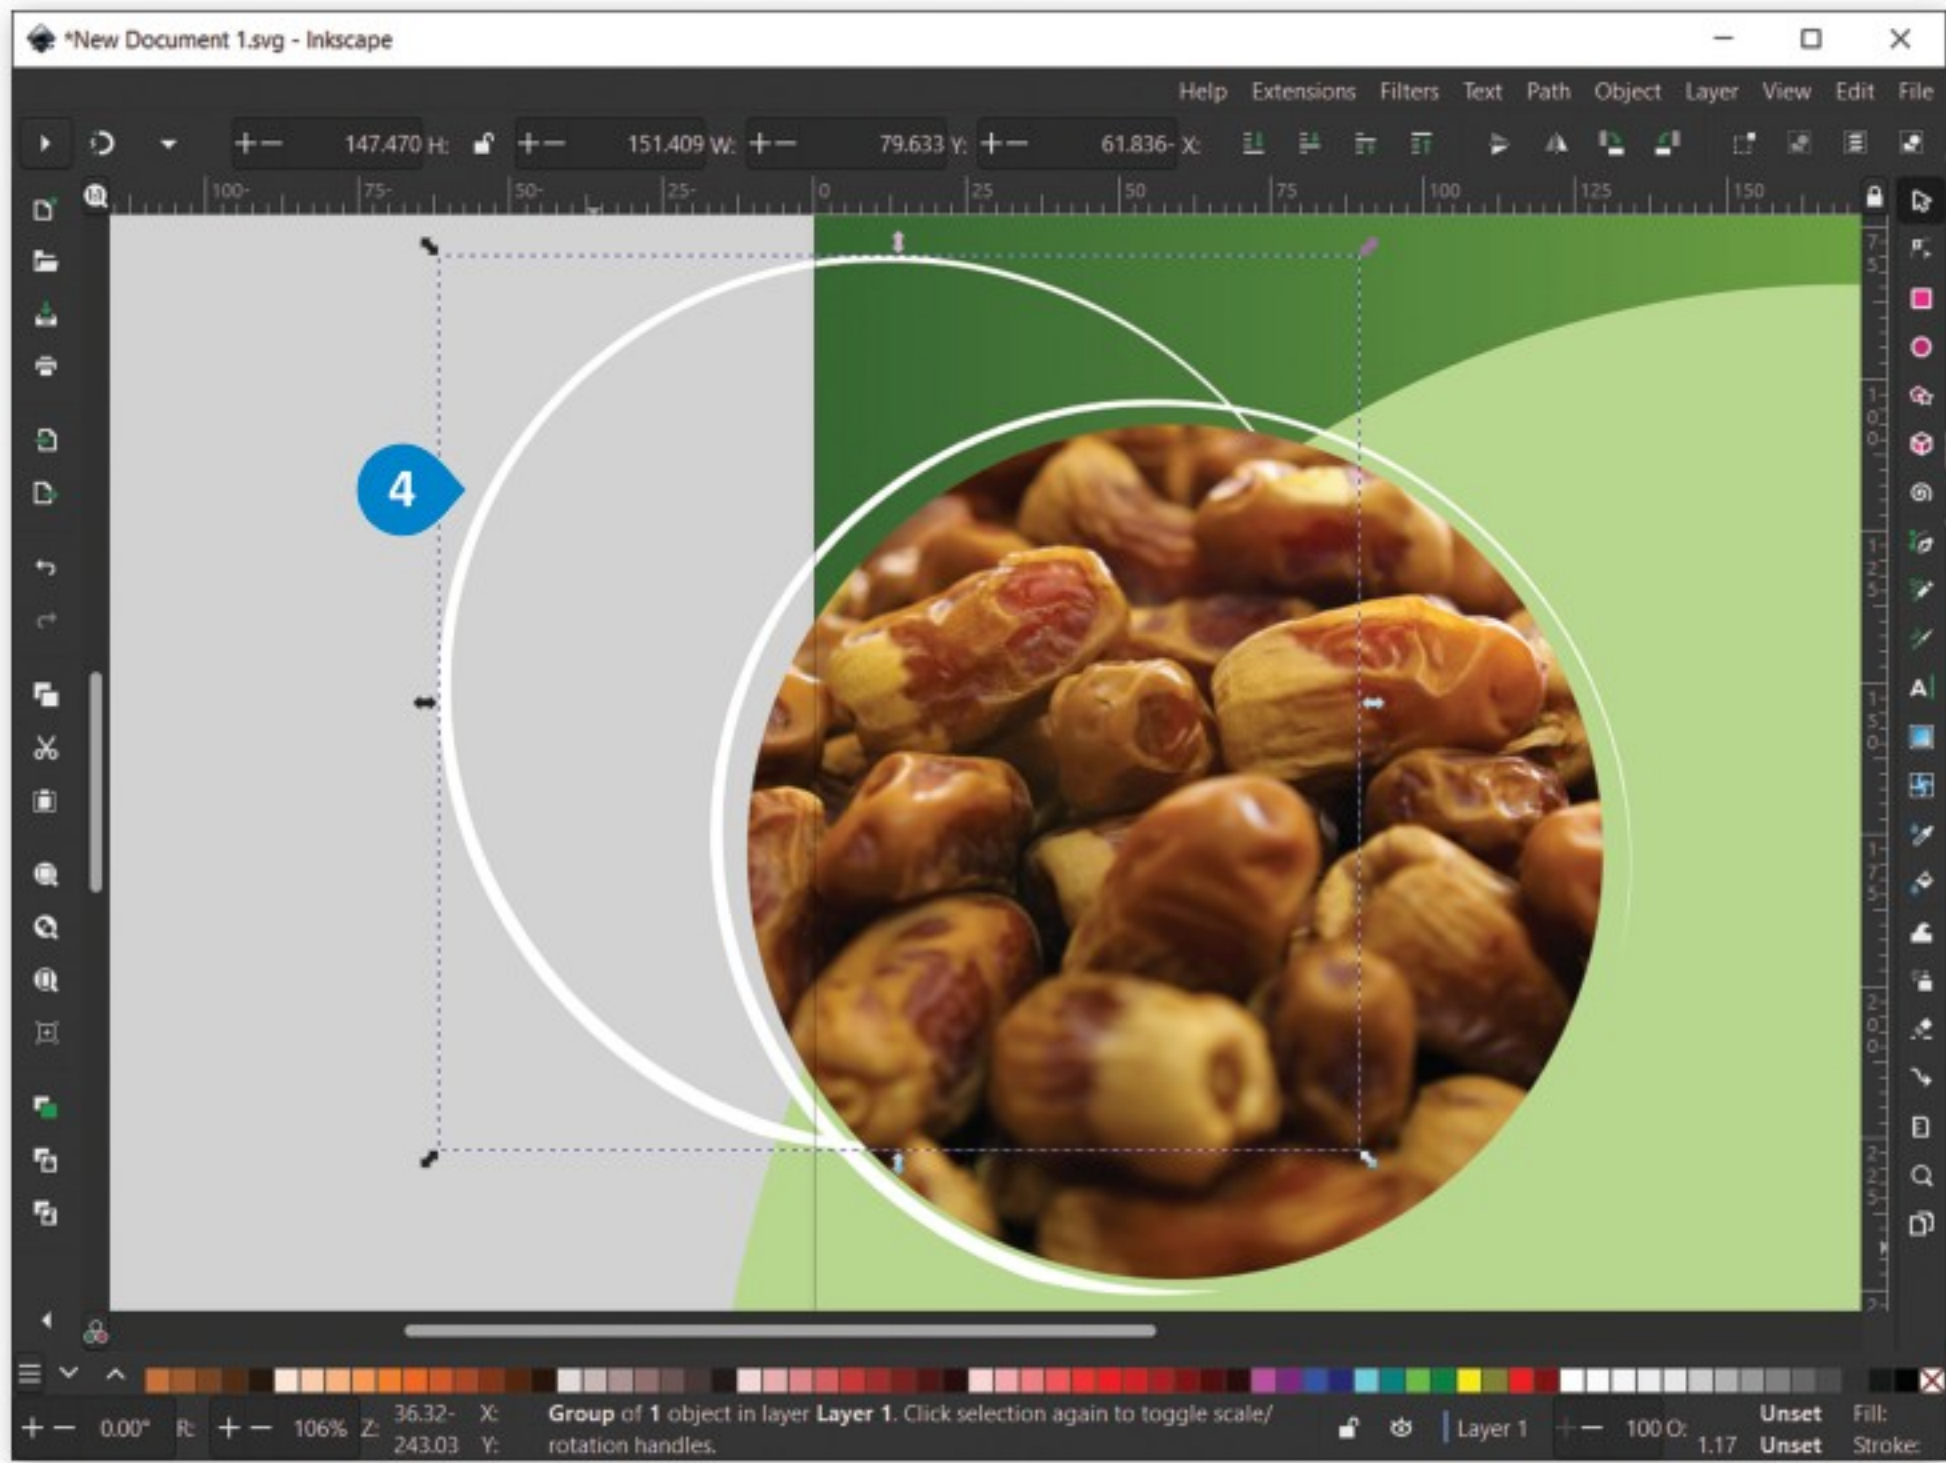 *New Document 1.svg - Inkscape
Help Extensions Filters Text Path Object Layer View Edit File
147.470 H: 151.409 W: 79.633 Y: 61.836- X:
100- 75- 50- 25- 0 25 50 75 100 125 150
4
0.00° R: 106% Z: 36.32- X: 243.03 Y:
Group of 1 object in layer Layer 1. Click selection again to toggle scale/
rotation handles.
Layer 1 100 O: 1.17
Unset Fill:
Unset Stroke: